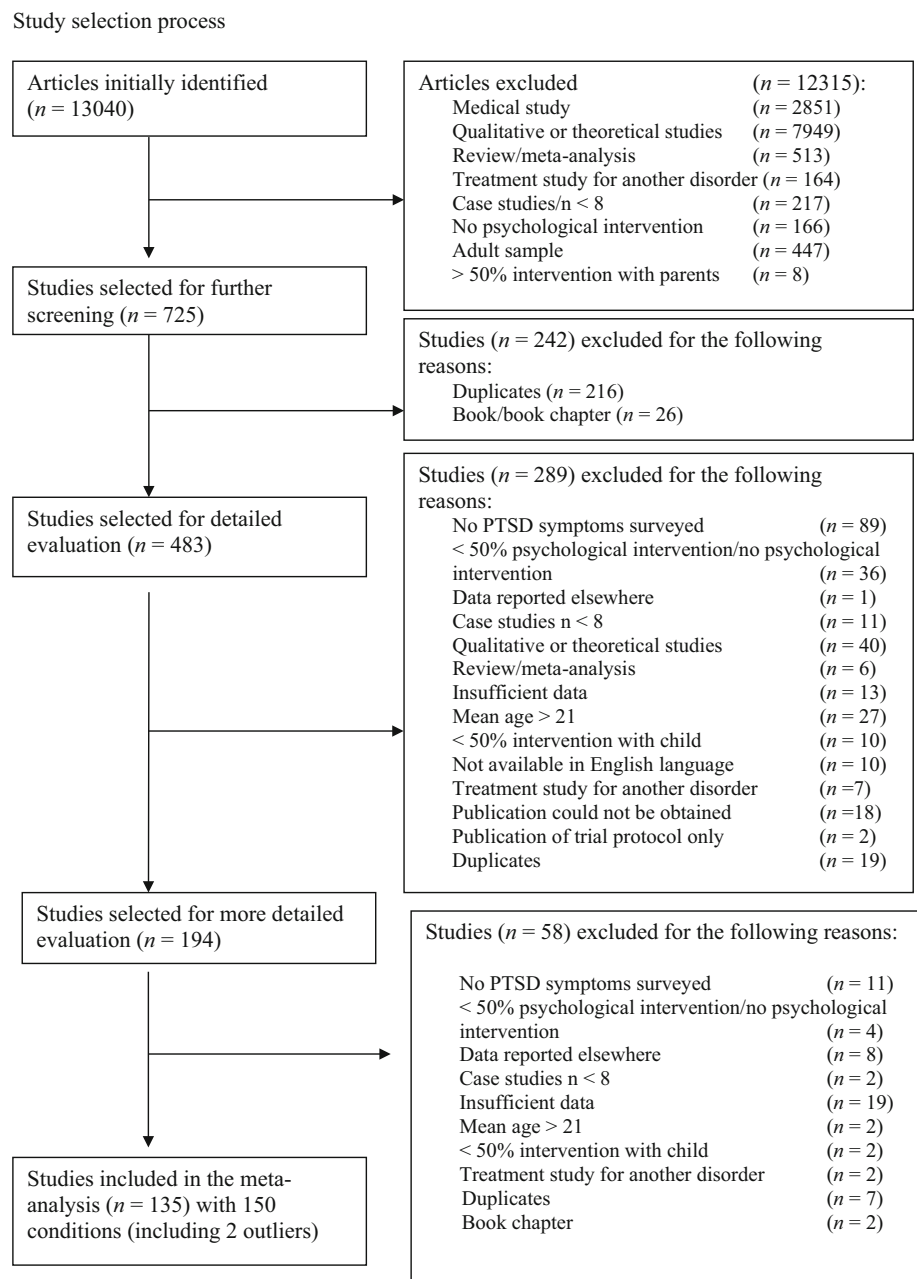 Study selection process
Articles initially identified
(n = 13040)
Articles excluded (n = 12315):
Medical study (n = 2851)
Qualitative or theoretical studies (n = 7949)
Review/meta-analysis (n = 513)
Treatment study for another disorder (n = 164)
Case studies/n < 8 (n = 217)
No psychological intervention (n = 166)
Adult sample (n = 447)
> 50% intervention with parents (n = 8)
Studies selected for further
screening (n = 725)
Studies (n = 242) excluded for the following
reasons:
Duplicates (n = 216)
Book/book chapter (n = 26)
Studies selected for detailed
evaluation (n = 483)
Studies (n = 289) excluded for the following
reasons:
No PTSD symptoms surveyed (n = 89)
< 50% psychological intervention/no psychological
intervention (n = 36)
Data reported elsewhere (n = 1)
Case studies n < 8 (n = 11)
Qualitative or theoretical studies (n = 40)
Review/meta-analysis (n = 6)
Insufficient data (n = 13)
Mean age > 21 (n = 27)
< 50% intervention with child (n = 10)
Not available in English language (n = 10)
Treatment study for another disorder (n =7)
Publication could not be obtained (n =18)
Publication of trial protocol only (n = 2)
Duplicates (n = 19)
Studies selected for more detailed
evaluation (n = 194)
Studies (n = 58) excluded for the following reasons:
No PTSD symptoms surveyed (n = 11)
< 50% psychological intervention/no psychological
intervention (n = 4)
Data reported elsewhere (n = 8)
Case studies n < 8 (n = 2)
Insufficient data (n = 19)
Mean age > 21 (n = 2)
< 50% intervention with child (n = 2)
Treatment study for another disorder (n = 2)
Duplicates (n = 7)
Book chapter (n = 2)
Studies included in the meta-
analysis (n = 135) with 150
conditions (including 2 outliers)